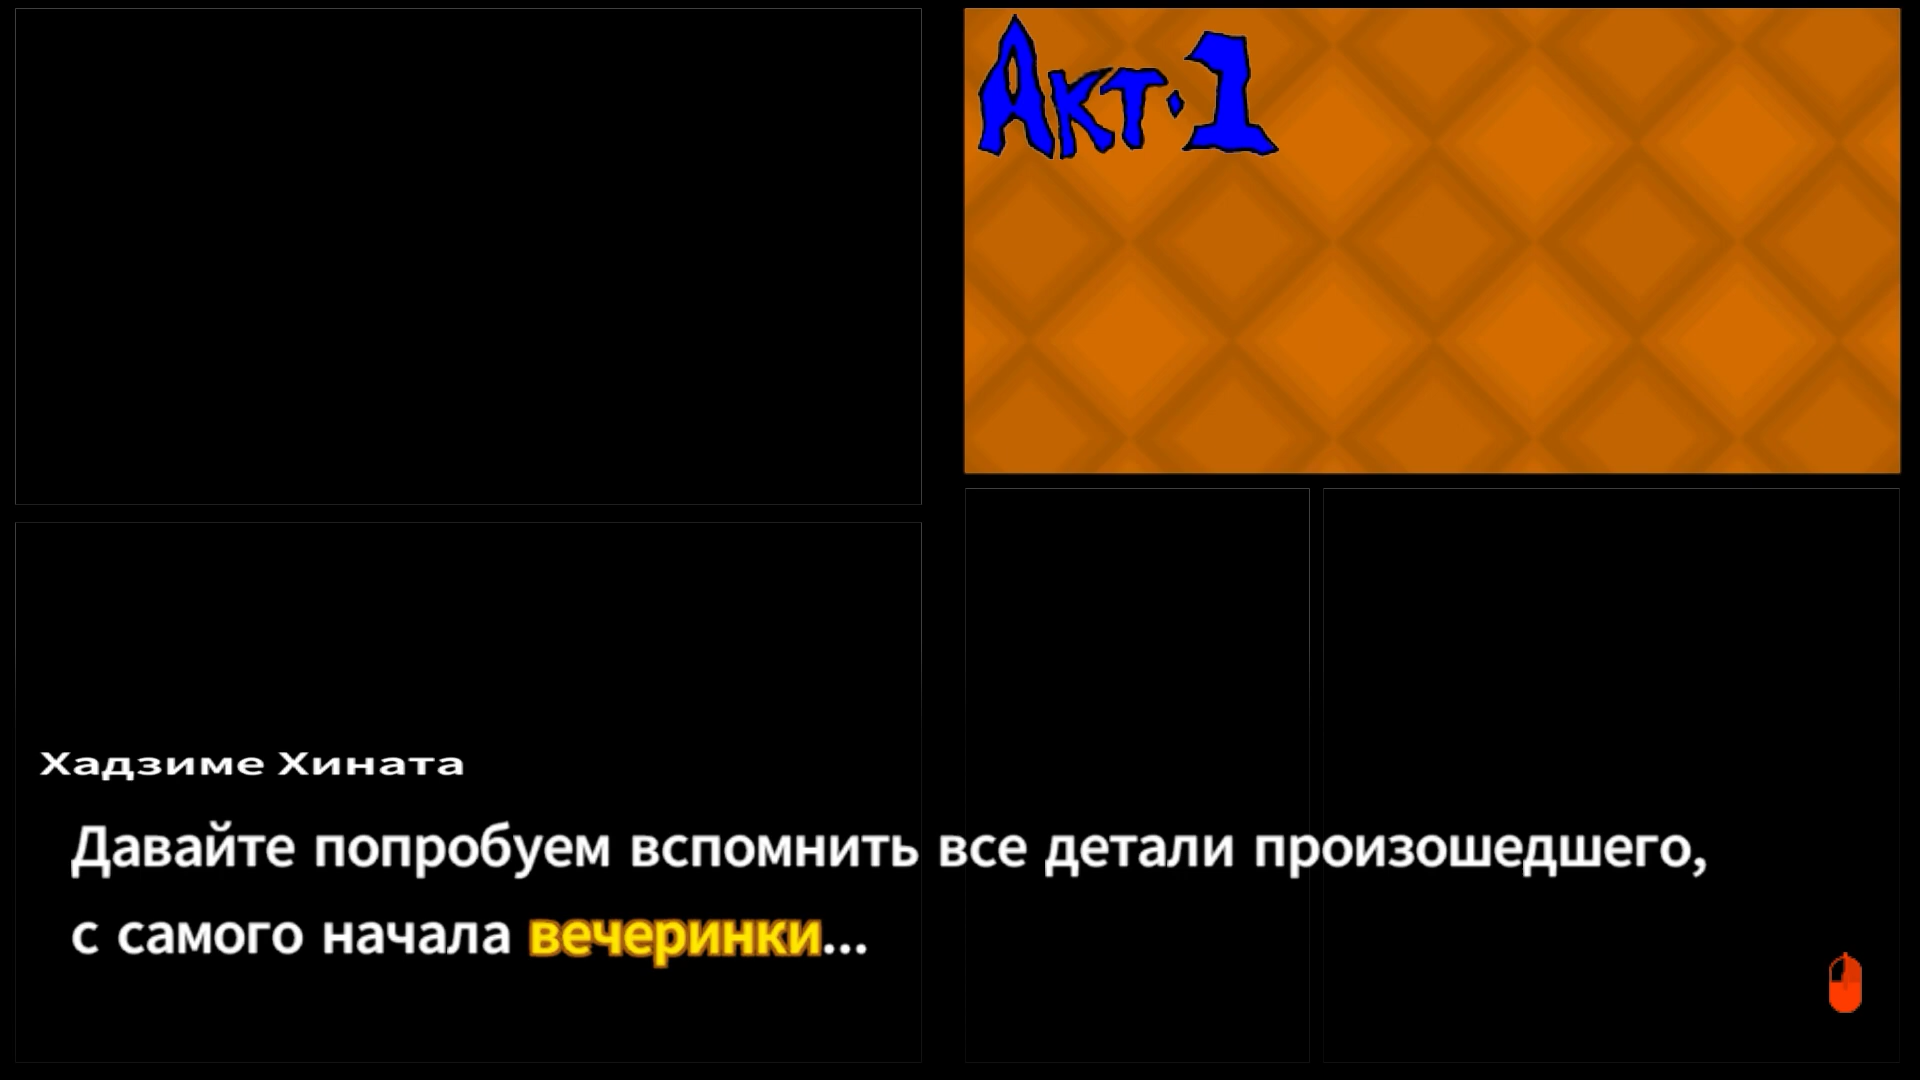 Акт·1
Хадзиме Хината
Давайте попробуем вспомнить все детали произошедшего,
с самого начала вечеринки...